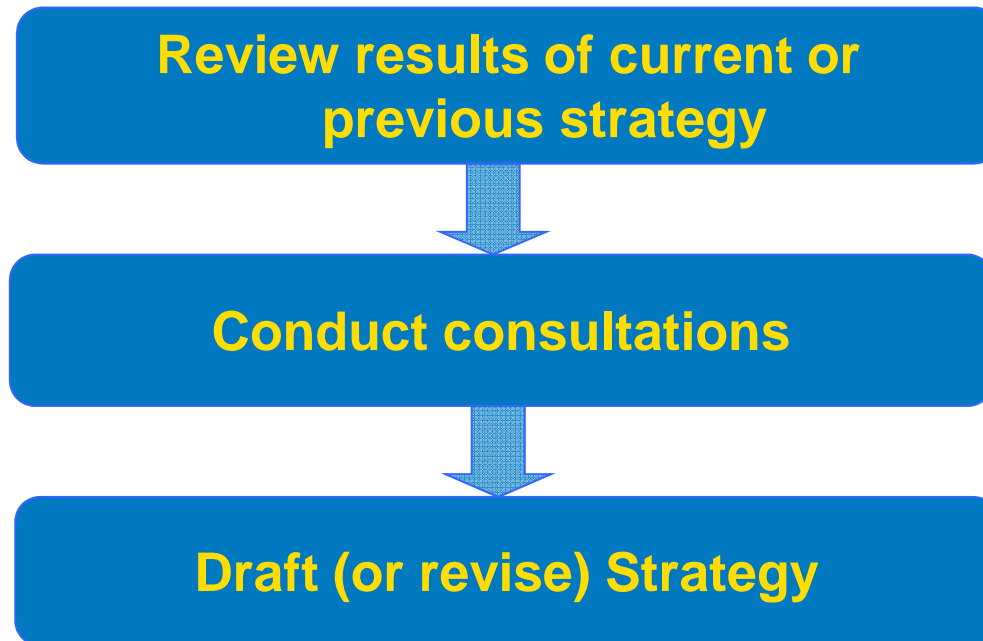 Review results of current or
previous strategy
Conduct consultations
Draft (or revise) Strategy